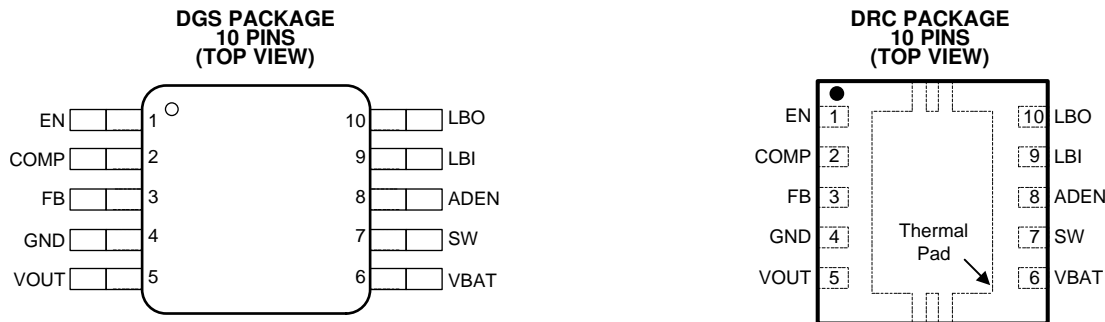 DGS PACKAGE
10 PINS
(TOP VIEW)
EN 1 10 LBO
COMP 2 9 LBI
FB 3 8 ADEN
GND 4 7 SW
VOUT 5 6 VBAT
DRC PACKAGE
10 PINS
(TOP VIEW)
EN 1 10 LBO
COMP 2 9 LBI
FB 3 8 ADEN
GND 4 7 SW
VOUT 5 6 VBAT
Thermal
Pad